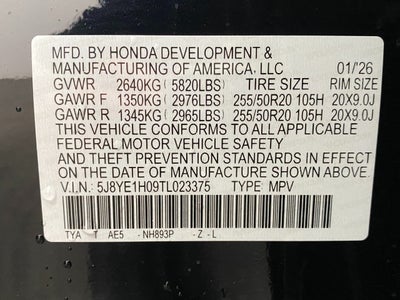 MFD. BY HONDA DEVELOPMENT &
MANUFACTURING OF AMERICA, LLC 01/26
GVWR 2640KG (5820LBS) TIRE SIZE RIM SIZE
GAWR F 1350KG (2976LBS) 255/50R20 105H 20X9.0J
GAWR R 1345KG (2965LBS) 255/50R20 105H 20X9.0J
THIS VEHICLE CONFORMS TO ALL APPLICABLE
FEDERAL MOTOR VEHICLE SAFETY
AND THEFT PREVENTION STANDARDS IN EFFECT
ON THE DATE OF MANUFACTURE SHOWN ABOVE.
V.I.N.: 5J8YE1H09TL023375 TYPE: MPV
TYA T AE5 -NH893P -Z-L